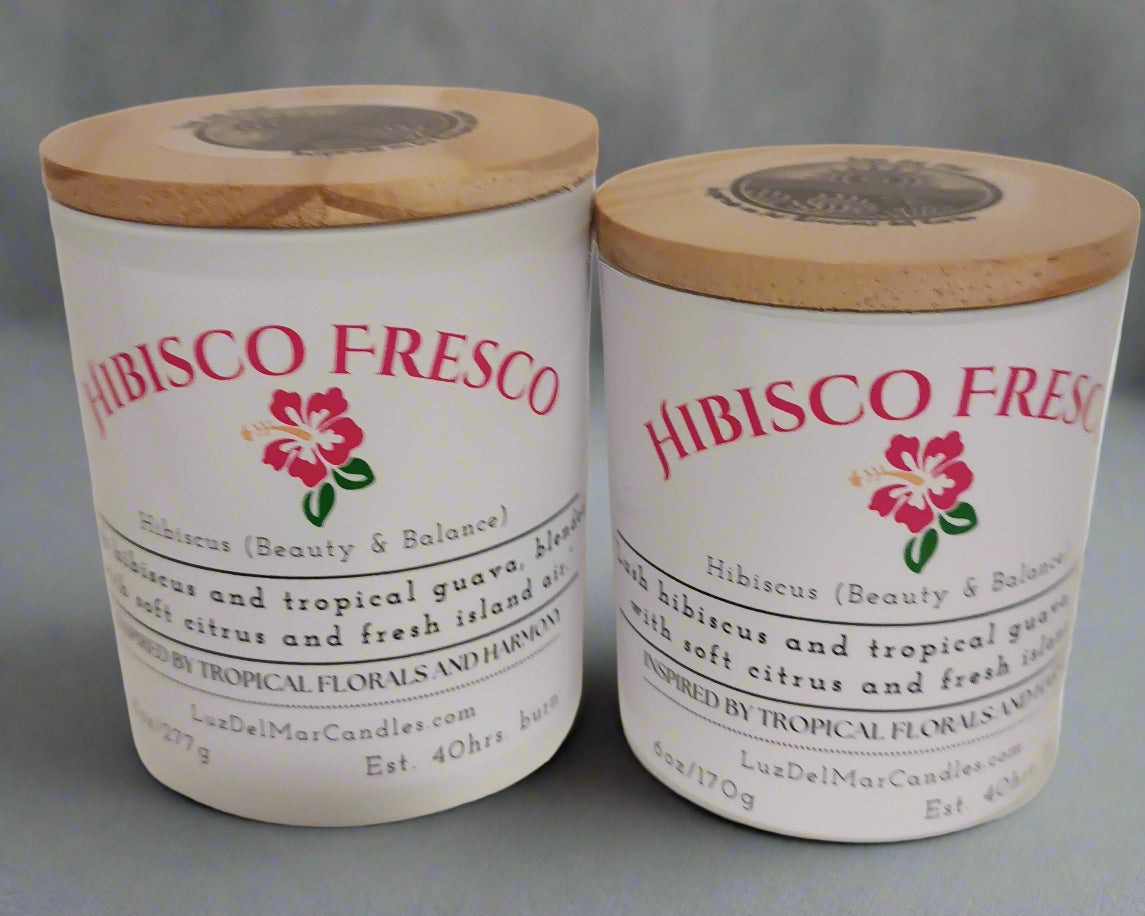 HIBISCO FRESCO
Hibiscus (Beauty & Balance)
hibiscus and tropical guava, blended
soft citrus and fresh island air.
INSPIRED BY TROPICAL FLORALS AND HARMONY
LuzDelMarCandles.com
/277g
Est. 40hrs. burn
HIBISCO FRESC
Hibiscus (Beauty & Balance)
Lush hibiscus and tropical guava,
with soft citrus and fresh island
INSPIRED BY TROPICAL FLORALS AND
LuzDelMarCandles.com
6oz/170g
Est. 40hrs.